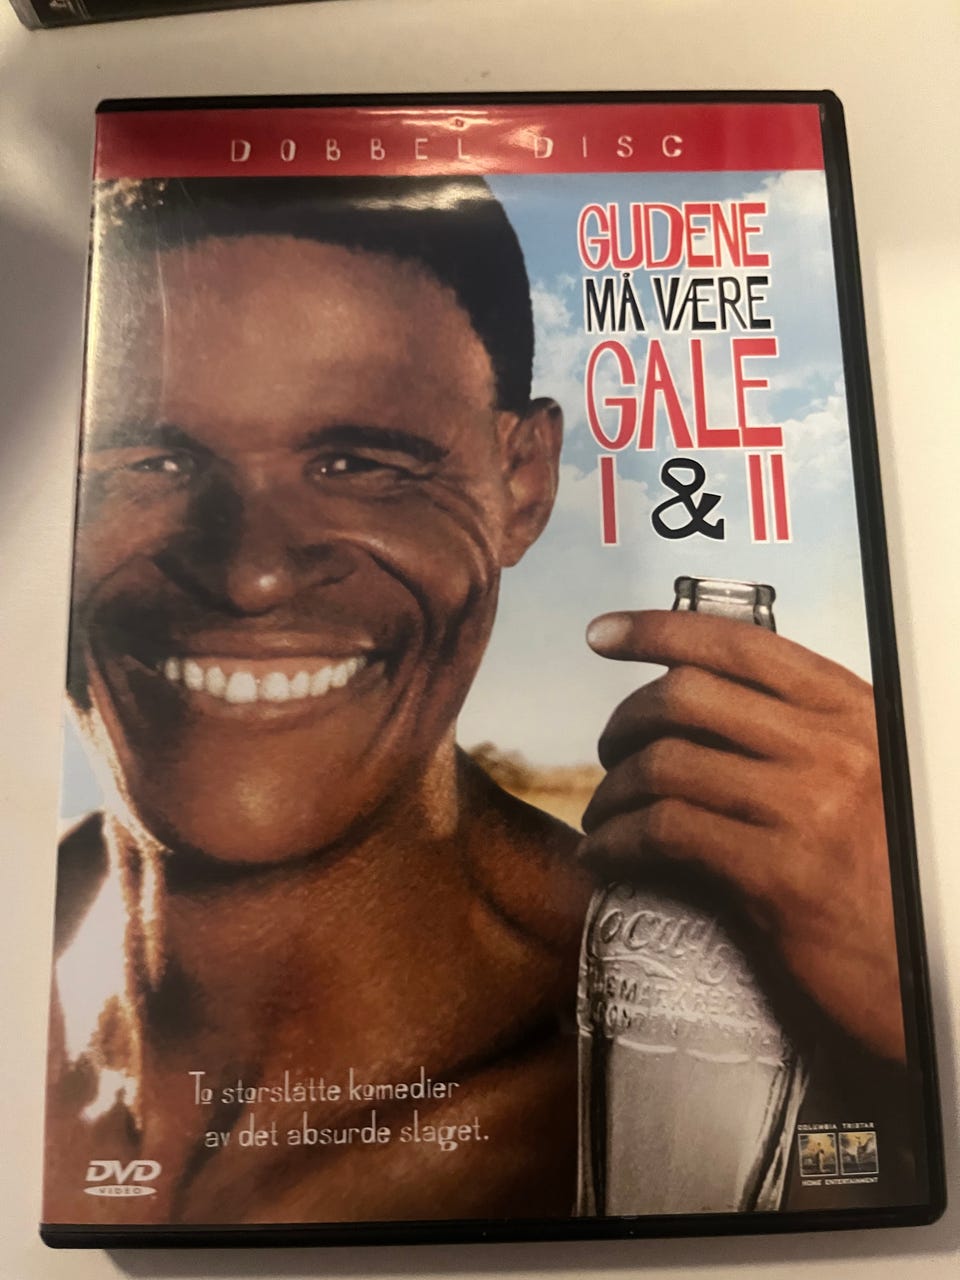 DOBBEL DISC
GUDENE
MÅ VÆRE
GALE
I & II
To storslåtte komedier
av det absurde slaget.
DVD
VIDEO
COLUMBIA TRISTAR
HOME ENTERTAINMENT